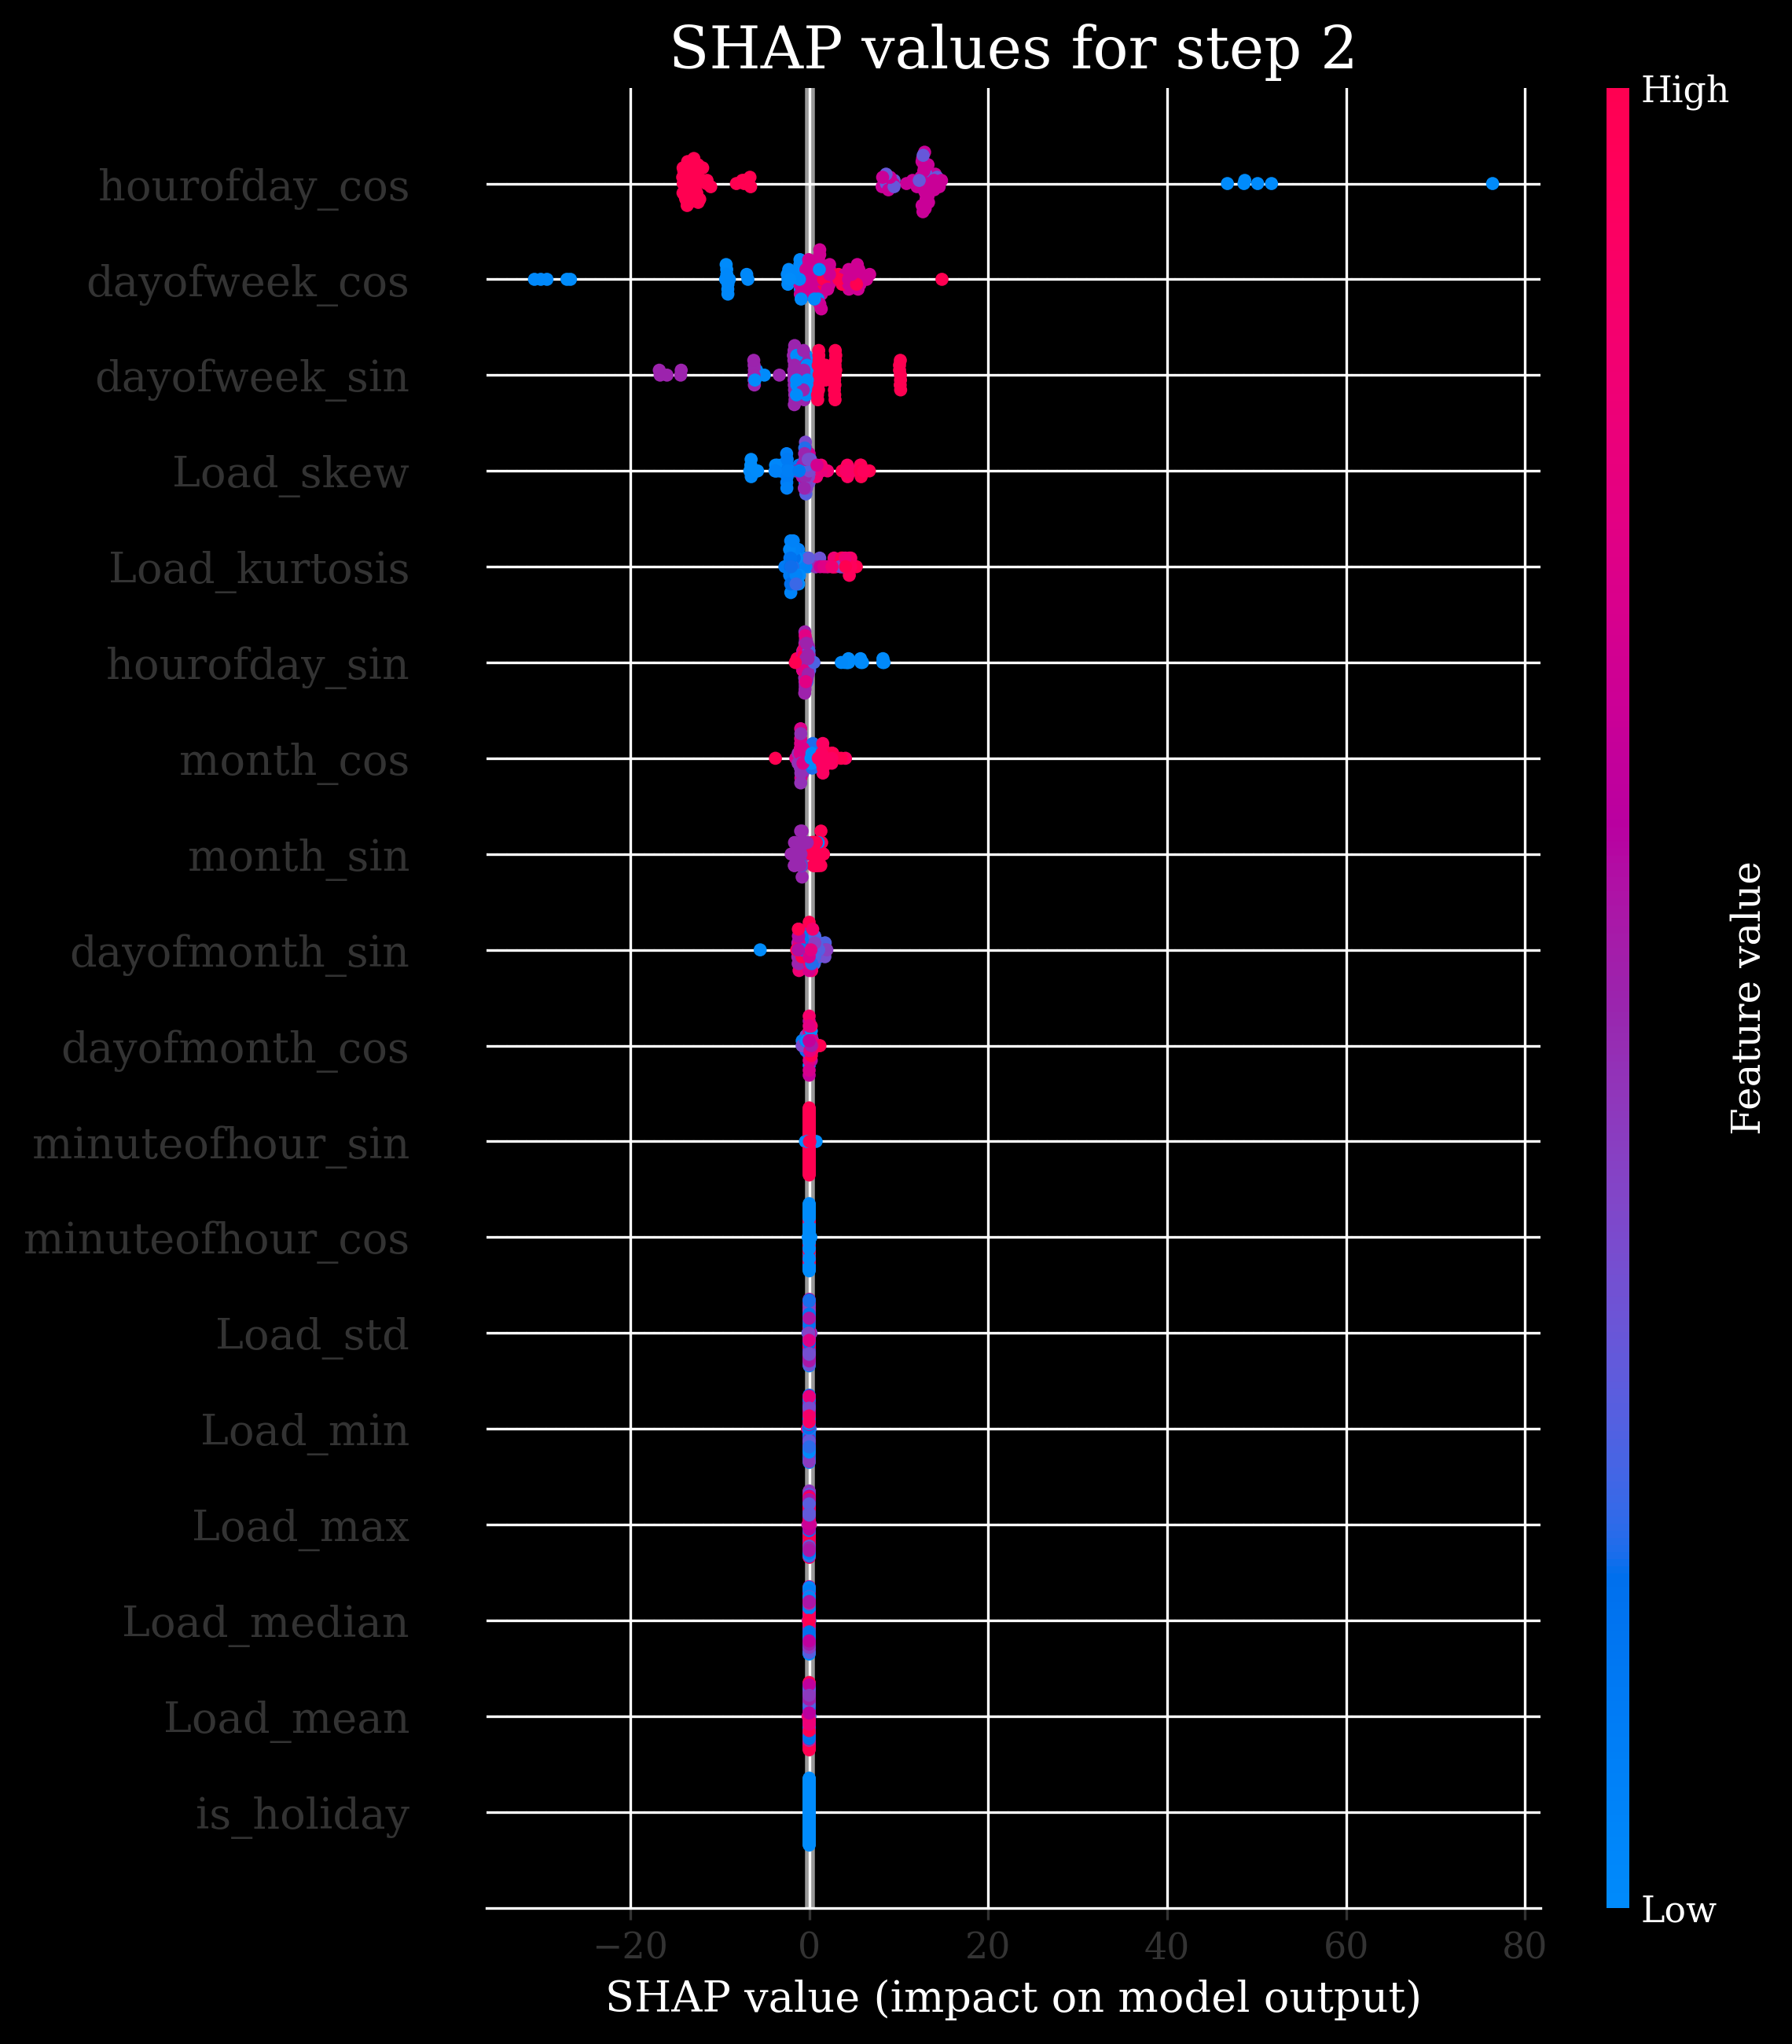 SHAP values for step 2
High
hourofday_cos
dayofweek_cos
dayofweek_sin
Load_skew
Load_kurtosis
hourofday_sin
month_cos
month_sin
dayofmonth_sin
dayofmonth_cos
minuteofhour_sin
minuteofhour_cos
Load_std
Load_min
Load_max
Load_median
Load_mean
is_holiday
Feature value
Low
−20 0 20 40 60 80
SHAP value (impact on model output)